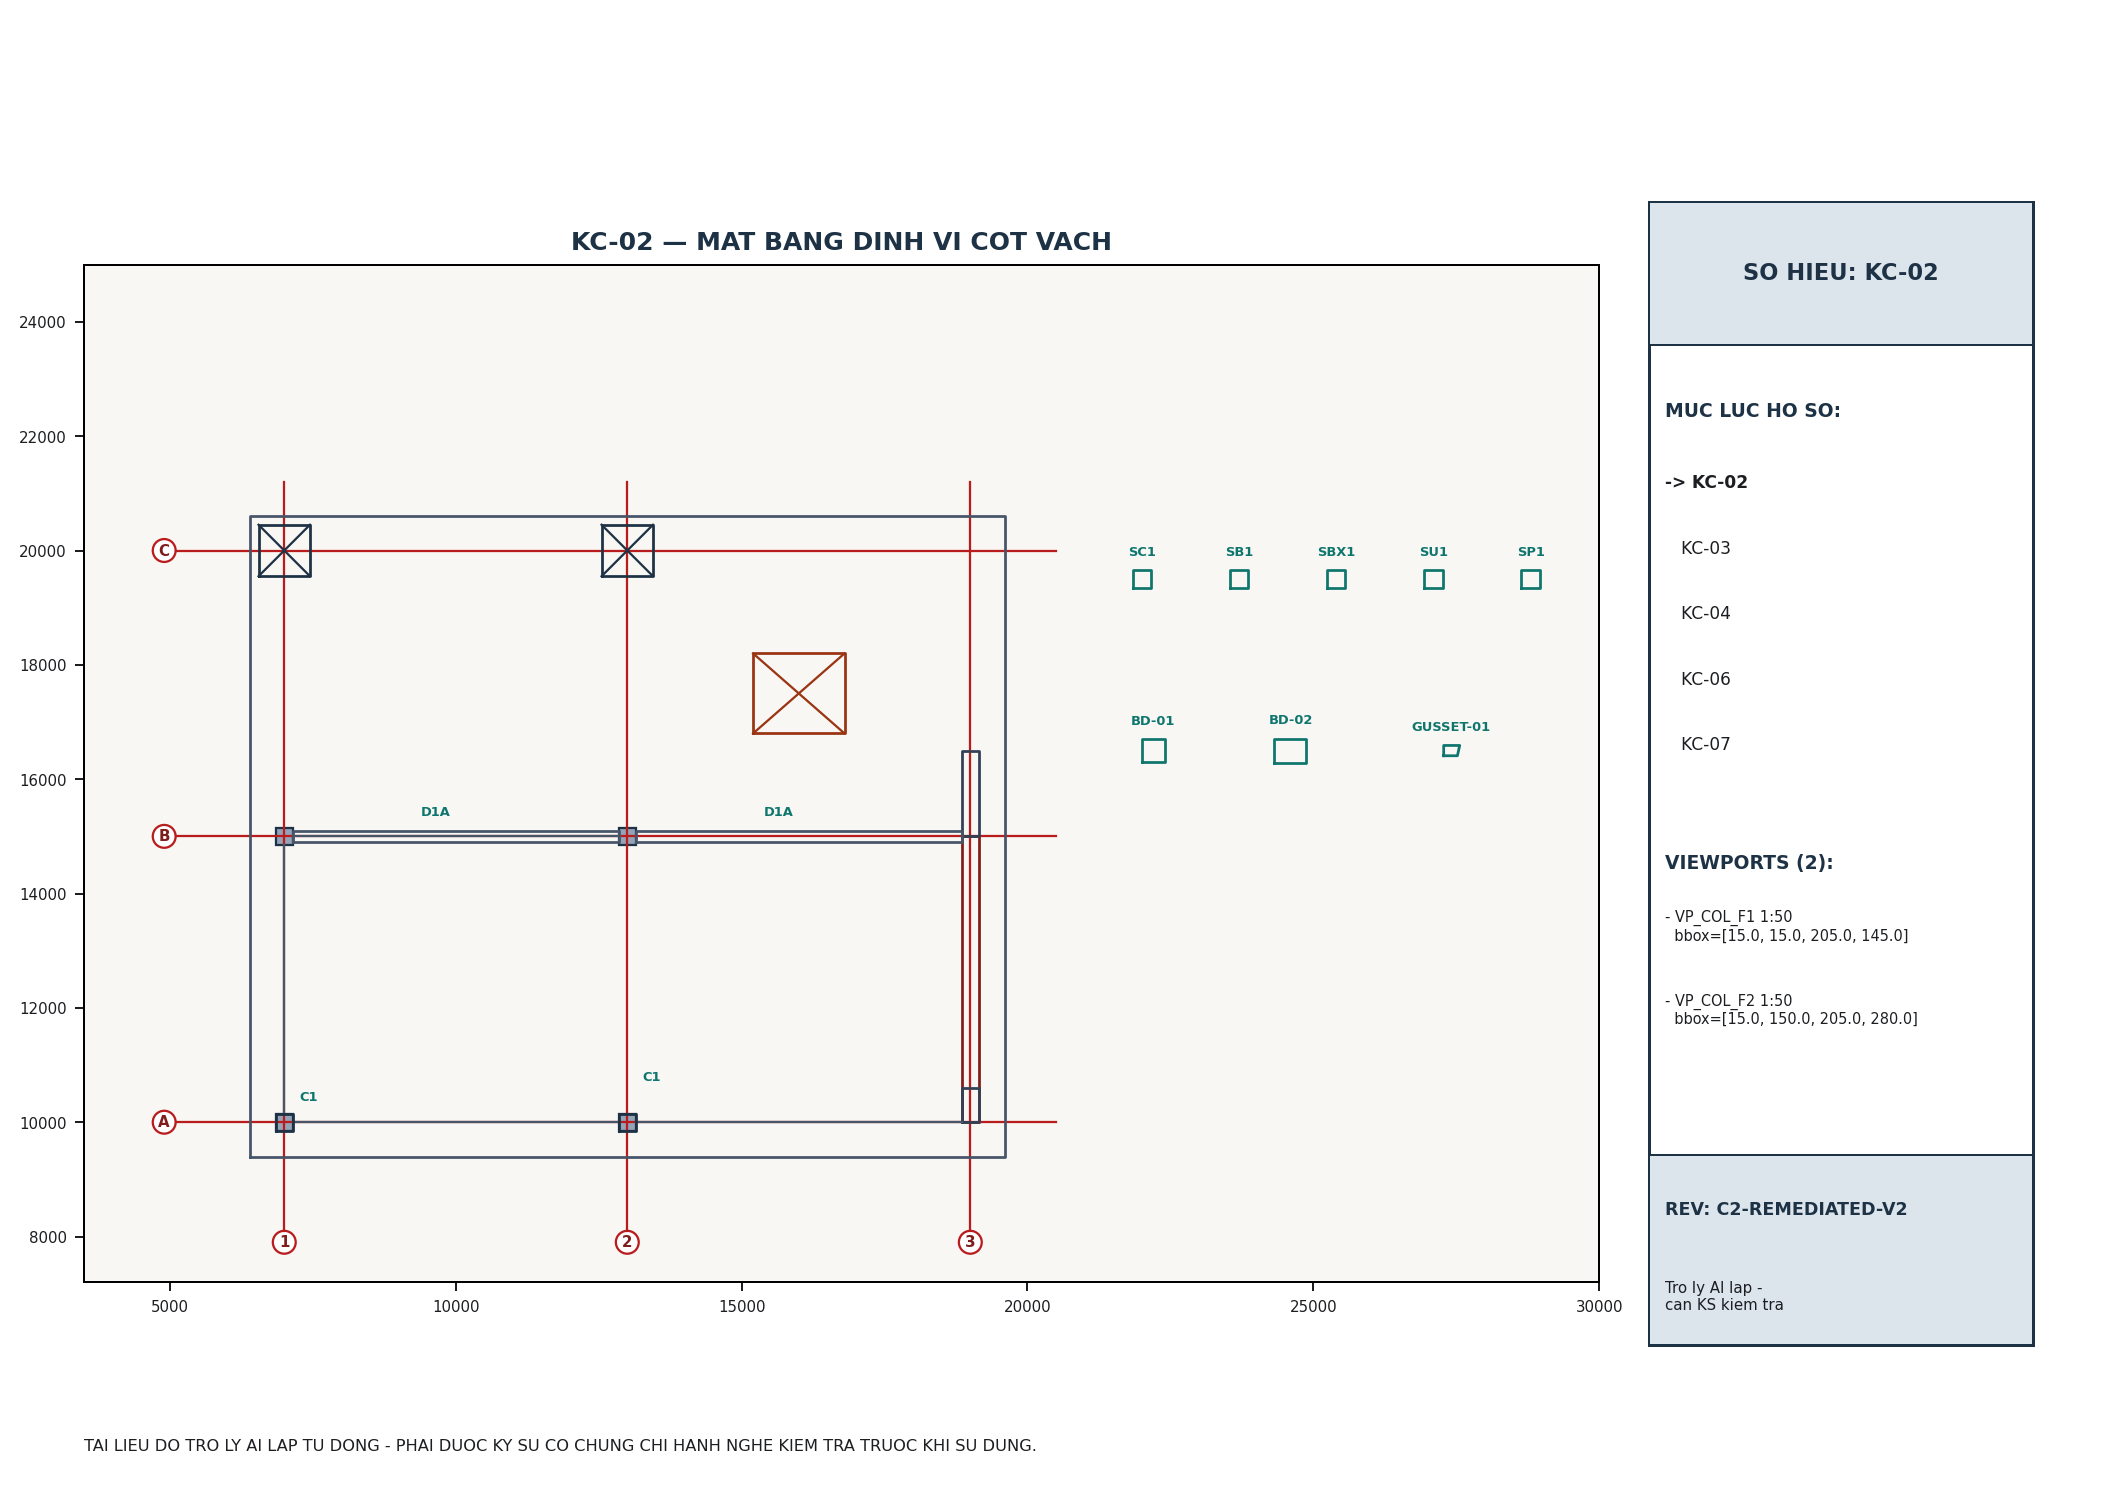 KC-02 — MAT BANG DINH VI COT VACH
24000
22000
20000
18000
16000
14000
12000
10000
8000
5000
10000
15000
20000
25000
30000
C
B
A
1
2
3
D1A
D1A
C1
C1
SC1
SB1
SBX1
SU1
SP1
BD-01
BD-02
GUSSET-01
SO HIEU: KC-02
MUC LUC HO SO:
-> KC-02
KC-03
KC-04
KC-06
KC-07
VIEWPORTS (2):
- VP_COL_F1 1:50
bbox=[15.0, 15.0, 205.0, 145.0]
- VP_COL_F2 1:50
bbox=[15.0, 150.0, 205.0, 280.0]
REV: C2-REMEDIATED-V2
Tro ly AI lap -
can KS kiem tra
TAI LIEU DO TRO LY AI LAP TU DONG - PHAI DUOC KY SU CO CHUNG CHI HANH NGHE KIEM TRA TRUOC KHI SU DUNG.